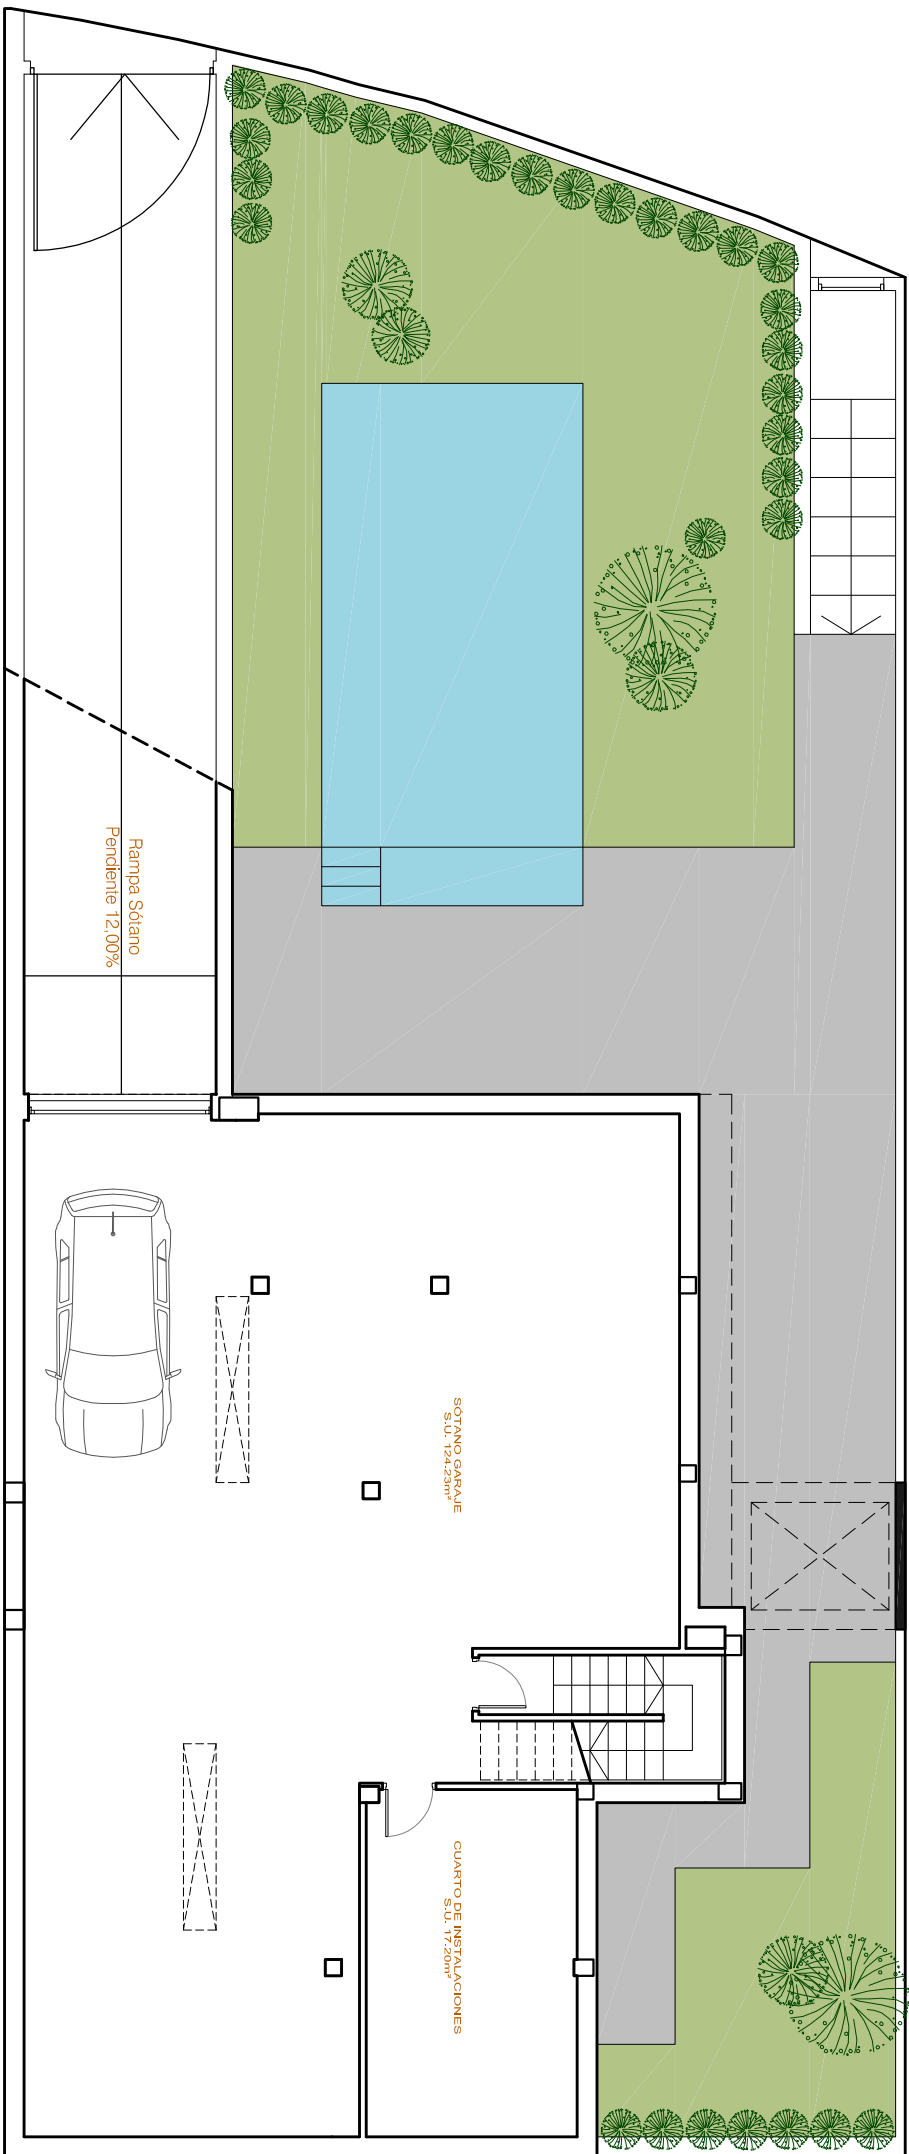 Rampa Sótano
Pendiente 12,00%
SÓTANO GARAJE
S.U. 124.23m²
CUARTO DE INSTALACIONES
S.U. 17.20m²